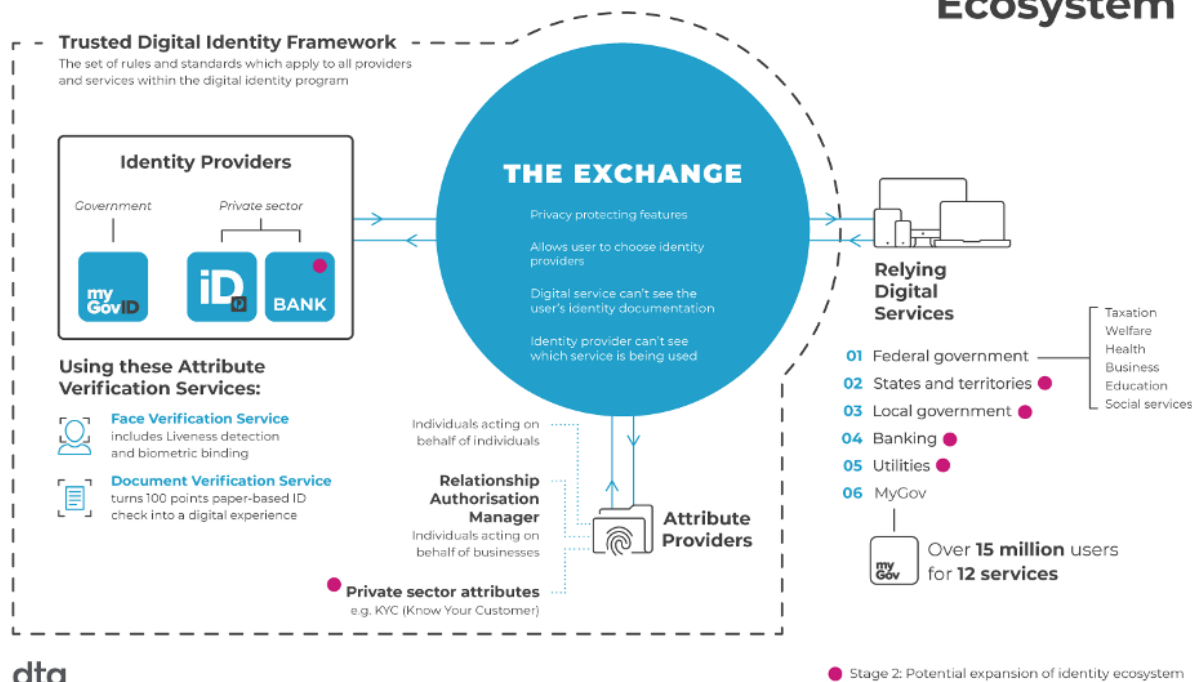 Ecosystem
Trusted Digital Identity Framework
The set of rules and standards which apply to all providers
and services within the digital identity program
Identity Providers
Government
Private sector
my
GovID
iD
BANK
Using these Attribute
Verification Services:
Face Verification Service
includes Liveness detection
and biometric binding
Document Verification Service
turns 100 points paper-based ID
check into a digital experience
THE EXCHANGE
Privacy protecting features
Allows user to choose identity
providers
Digital service can't see the
user's identity documentation
Identity provider can't see
which service is being used
Individuals acting on
behalf of individuals
Relationship
Authorisation
Manager
Individuals acting on
behalf of businesses
Private sector attributes
e.g. KYC (Know Your Customer)
Attribute
Providers
Relying
Digital
Services
01 Federal government
02 States and territories
03 Local government
04 Banking
05 Utilities
06 MyGov
Taxation
Welfare
Health
Business
Education
Social services
my
Gov
Over 15 million users
for 12 services
dta
Stage 2: Potential expansion of identity ecosystem